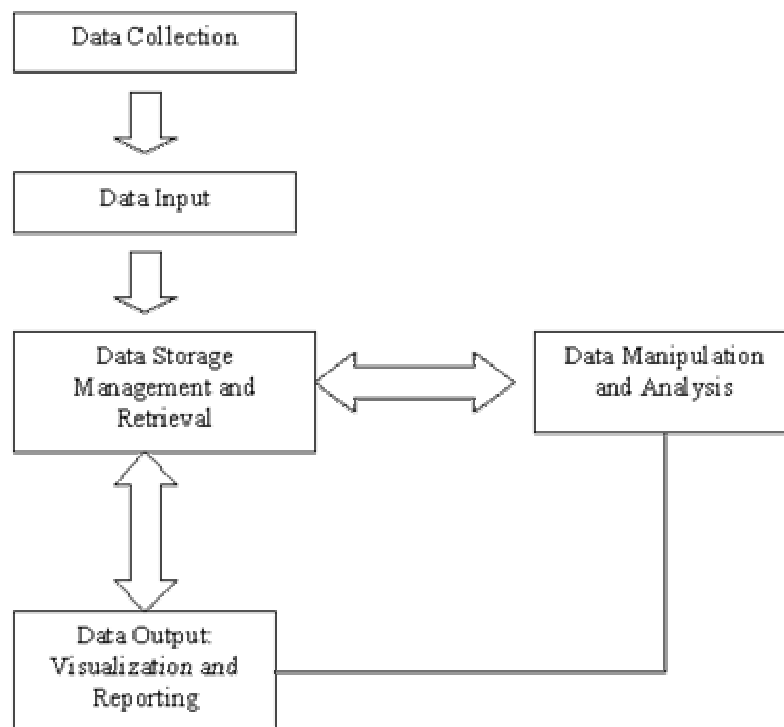 Data Collection
Data Input
Data Storage
Management and
Retrieval
Data Manipulation
and Analysis
Data Output:
Visualization and
Reporting